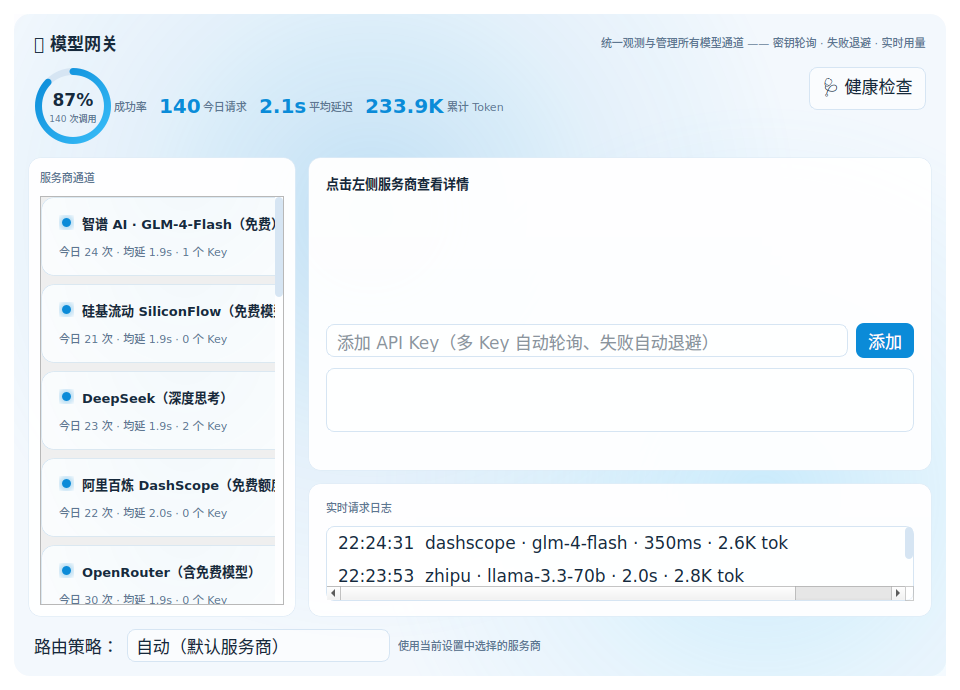 模型网关
统一观测与管理所有模型通道 —— 密钥轮询 · 失败退避 · 实时用量
87%
140 次调用
成功率 140 今日请求 2.1s 平均延迟 233.9K 累计 Token
健康检查
服务商通道
智谱 AI · GLM-4-Flash（免费）
今日 24 次 · 均延 1.9s · 1 个 Key
硅基流动 SiliconFlow（免费模
今日 21 次 · 均延 1.9s · 0 个 Key
DeepSeek（深度思考）
今日 23 次 · 均延 1.9s · 2 个 Key
阿里百炼 DashScope（免费额
今日 22 次 · 均延 2.0s · 0 个 Key
OpenRouter（含免费模型）
今日 30 次 · 均延 1.9s · 0 个 Key
点击左侧服务商查看详情
添加 API Key（多 Key 自动轮询、失败自动退避）
添加
实时请求日志
22:24:31 dashscope · glm-4-flash · 350ms · 2.6K tok
22:23:53 zhipu · llama-3.3-70b · 2.0s · 2.8K tok
路由策略： 自动（默认服务商） 使用当前设置中选择的服务商